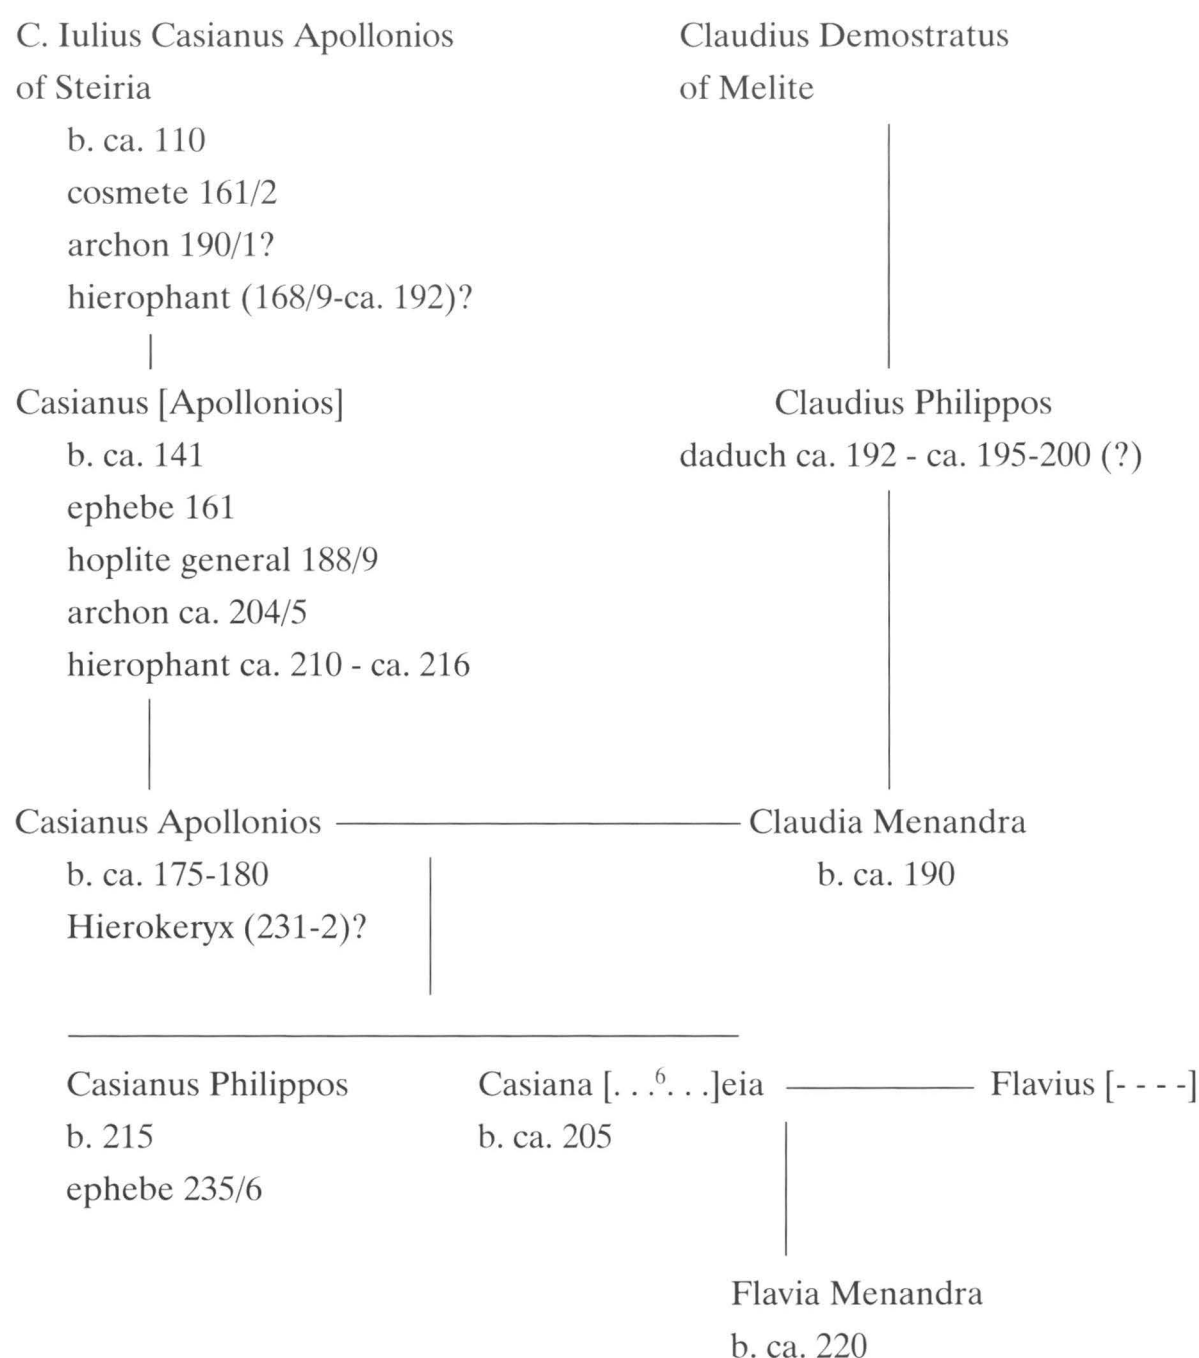 C. Iulius Casianus Apollonios
of Steiria
b. ca. 110
cosmete 161/2
archon 190/1?
hierophant (168/9-ca. 192)?
Claudius Demostratus
of Melite
Casianus [Apollonios]
b. ca. 141
ephebe 161
hoplite general 188/9
archon ca. 204/5
hierophant ca. 210 - ca. 216
Claudius Philippos
daduch ca. 192 - ca. 195-200 (?)
Casianus Apollonios
b. ca. 175-180
Hierokeryx (231-2)?
Claudia Menandra
b. ca. 190
Casianus Philippos
b. 215
ephebe 235/6
Casiana [. . .⁶. . .]eia
b. ca. 205
Flavius [- - - -]
Flavia Menandra
b. ca. 220